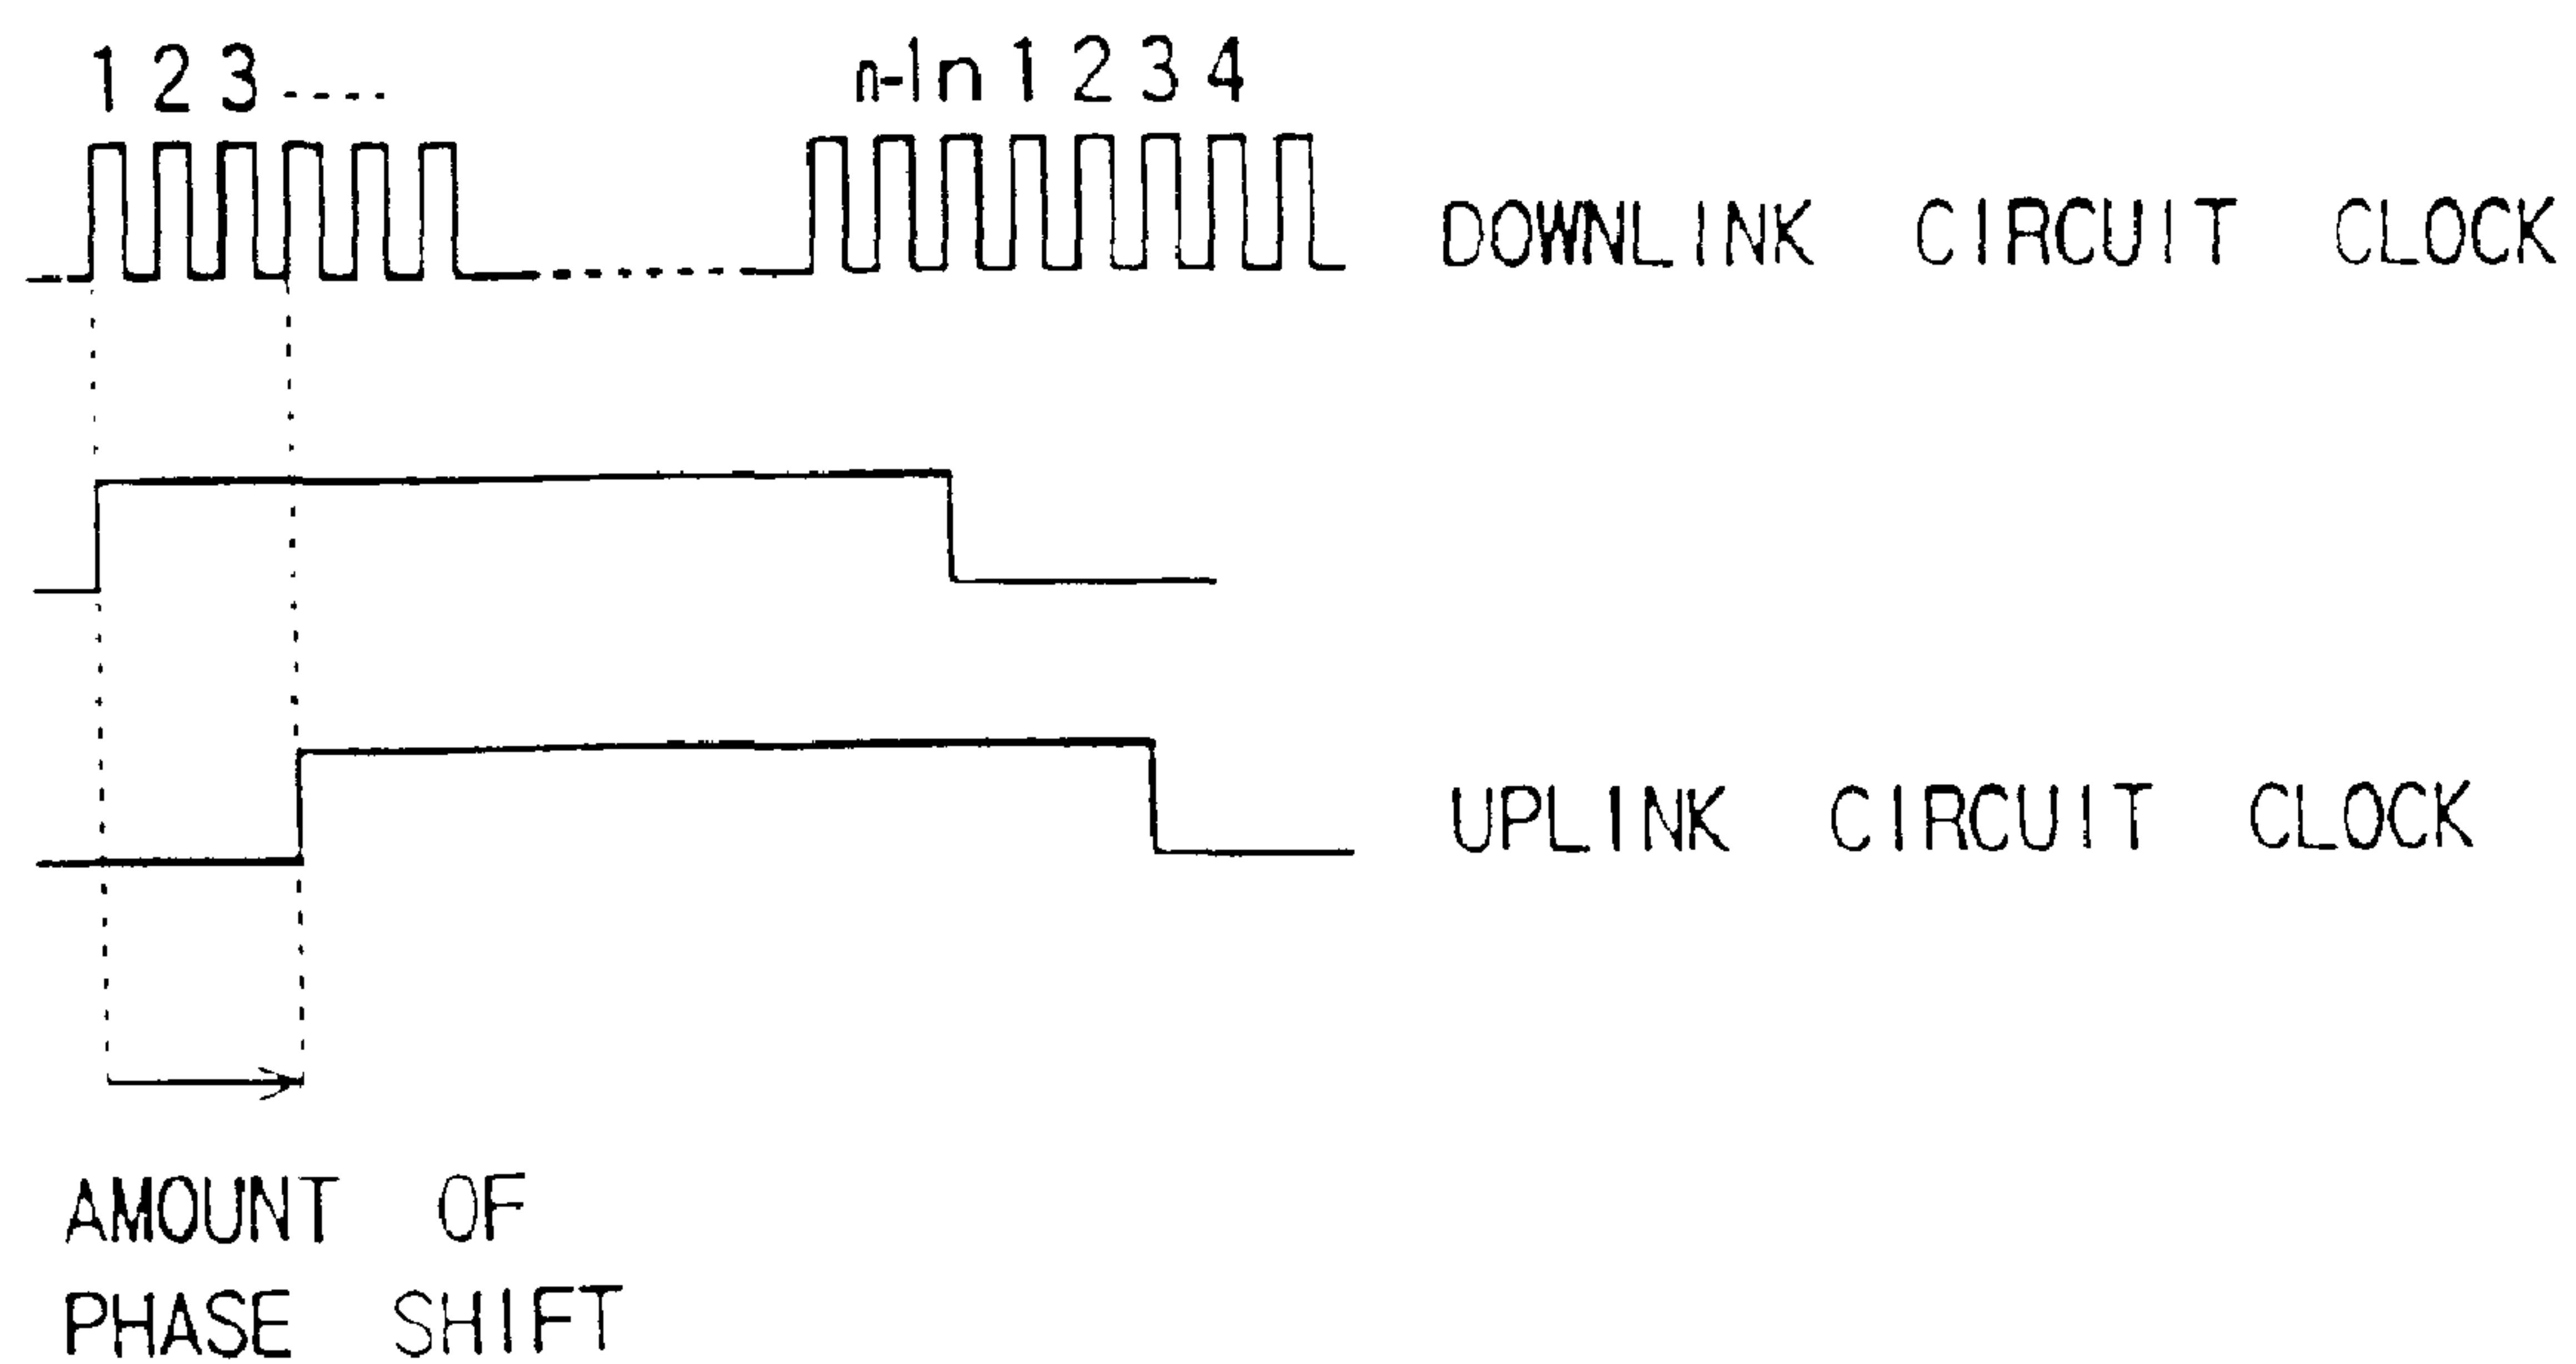 1 2 3 ---- n-1 n 1 2 3 4
DOWNLINK CIRCUIT CLOCK
UPLINK CIRCUIT CLOCK
AMOUNT OF
PHASE SHIFT